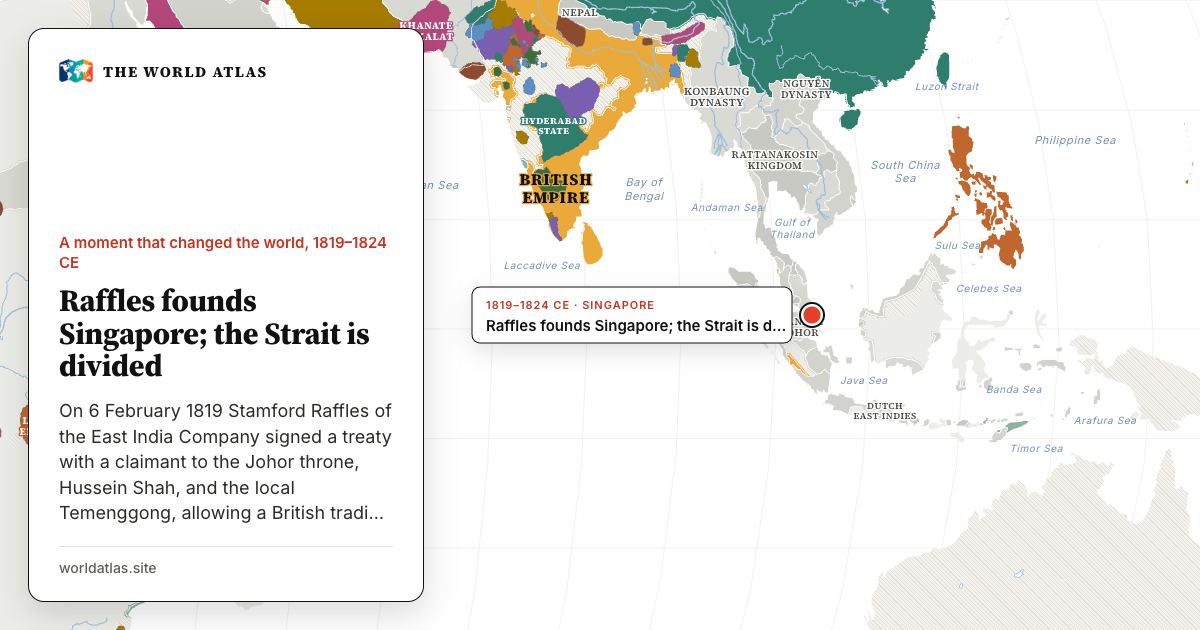 THE WORLD ATLAS
A moment that changed the world, 1819–1824
CE
Raffles founds
Singapore; the Strait is
divided
On 6 February 1819 Stamford Raffles of
the East India Company signed a treaty
with a claimant to the Johor throne,
Hussein Shah, and the local
Temenggong, allowing a British tradi...
worldatlas.site
KHANATE
NEPAL
KONBAUNG
DYNASTY
NGUYỄN
DYNASTY
Luzon Strait
HYDERABAD
STATE
RATTANAKOSIN
KINGDOM
South China
Sea
Philippine Sea
BRITISH
EMPIRE
Bay of
Bengal
Sea
Andaman Sea
Gulf of
Thailand
Sulu Sea
Laccadive Sea
Celebes Sea
1819–1824 CE · SINGAPORE
Raffles founds Singapore; the Strait is d...
Java Sea
Banda Sea
DUTCH
EAST INDIES
Arafura Sea
Timor Sea